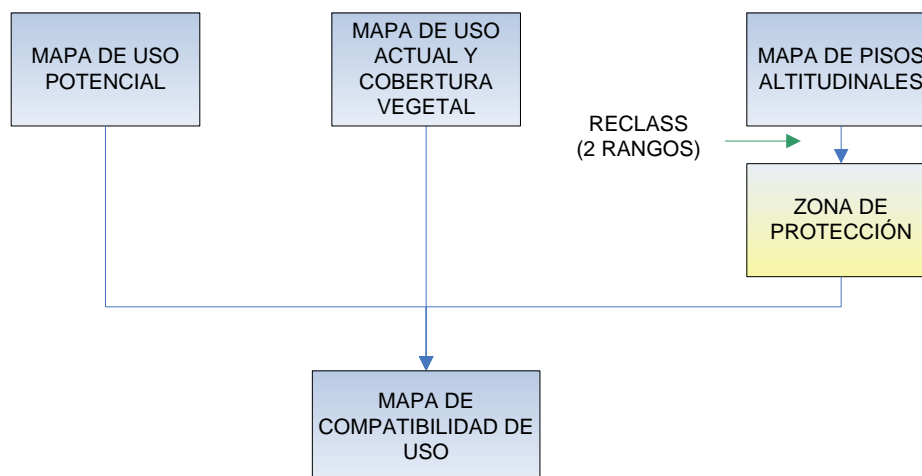 MAPA DE USO
POTENCIAL
MAPA DE USO
ACTUAL Y
COBERTURA
VEGETAL
MAPA DE PISOS
ALTITUDINALES
RECLASS
(2 RANGOS)
ZONA DE
PROTECCIÓN
MAPA DE
COMPATIBILIDAD DE
USO